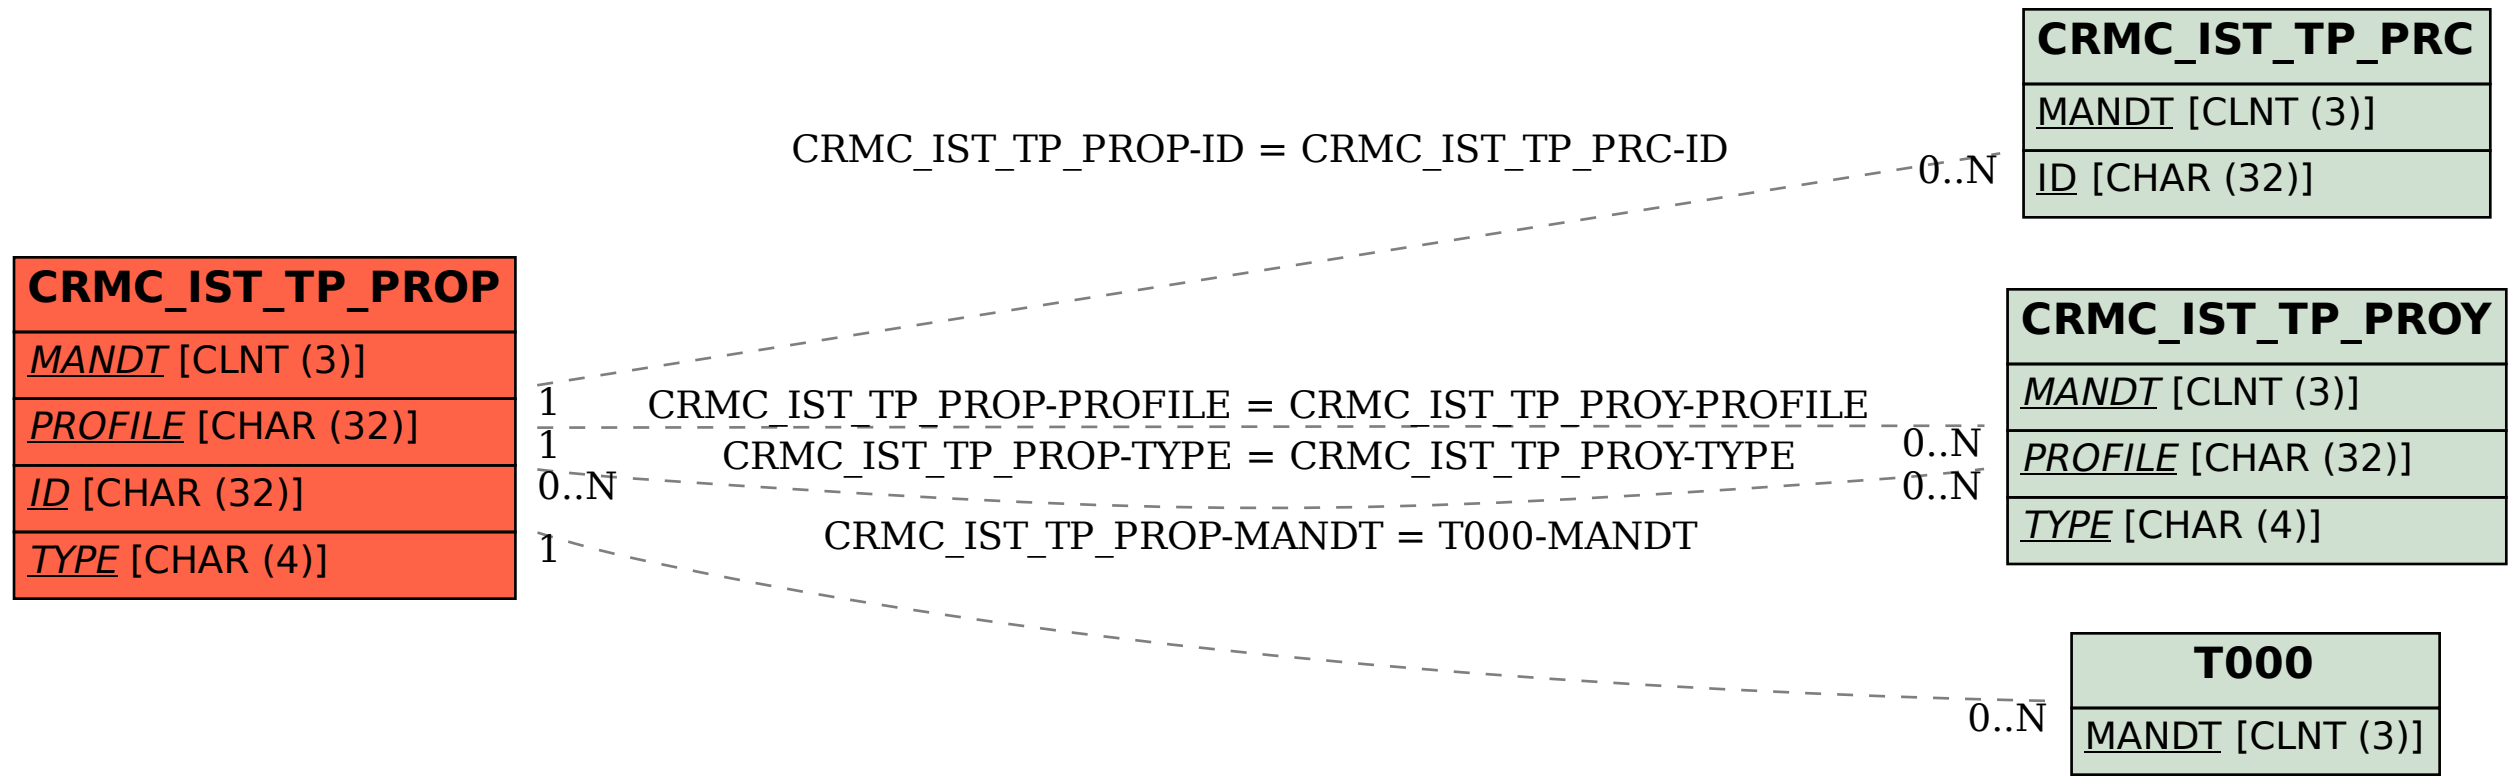 CRMC_IST_TP_PROP
MANDT [CLNT (3)]
PROFILE [CHAR (32)]
ID [CHAR (32)]
TYPE [CHAR (4)]
CRMC_IST_TP_PROP-ID = CRMC_IST_TP_PRC-ID
1
0..N
CRMC_IST_TP_PROP-PROFILE = CRMC_IST_TP_PROY-PROFILE
1
0..N
CRMC_IST_TP_PROP-TYPE = CRMC_IST_TP_PROY-TYPE
0..N
0..N
CRMC_IST_TP_PROP-MANDT = T000-MANDT
1
0..N
CRMC_IST_TP_PRC
MANDT [CLNT (3)]
ID [CHAR (32)]
CRMC_IST_TP_PROY
MANDT [CLNT (3)]
PROFILE [CHAR (32)]
TYPE [CHAR (4)]
T000
MANDT [CLNT (3)]